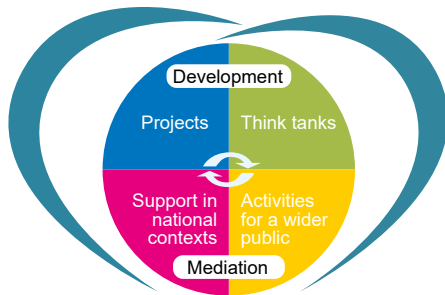 Development
Projects
Think tanks
Support in
national
contexts
Activities
for a wider
public
Mediation